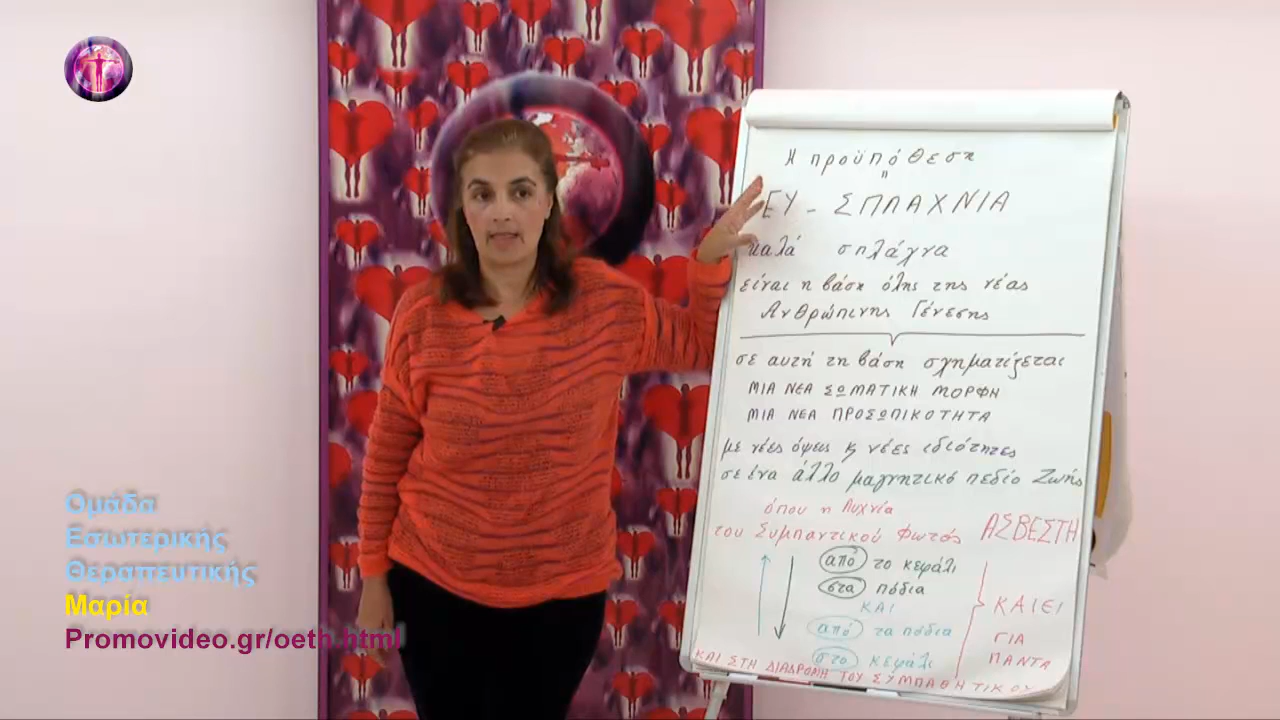 Η προϋπόθεση
"
ΕΥ - ΣΠΛΑΧΝΙΑ
καλά σπλάχνα
είναι η βάση όλης της νέας
Ανθρώπινης Γένεσης
σε αυτή τη βάση σχηματίζεται
ΜΙΑ ΝΕΑ ΣΩΜΑΤΙΚΗ ΜΟΡΦΗ
ΜΙΑ ΝΕΑ ΠΡΟΣΩΠΙΚΟΤΗΤΑ
με νέες όψεις κ νέες ιδιότητες
σε ένα άλλο μαγνητικό πεδίο Ζωής
όπου η Λυχνία
του Συμπαντικού Φωτός ΑΣΒΕΣΤΗ
από το κεφάλι
στα πόδια
ΚΑΙ
από τα πόδια
στο κεφάλι
ΚΑΙΕΙ
ΓΙΑ
ΠΑΝΤΑ
ΚΑΙ ΣΤΗ ΔΙΑΔΡΟΜΗ ΤΟΥ ΣΥΜΠΑΘΗΤΙΚΟΥ
Ομάδα
Εσωτερικής
Θεραπευτικής
Μαρία
Promovideo.gr/oeth.html